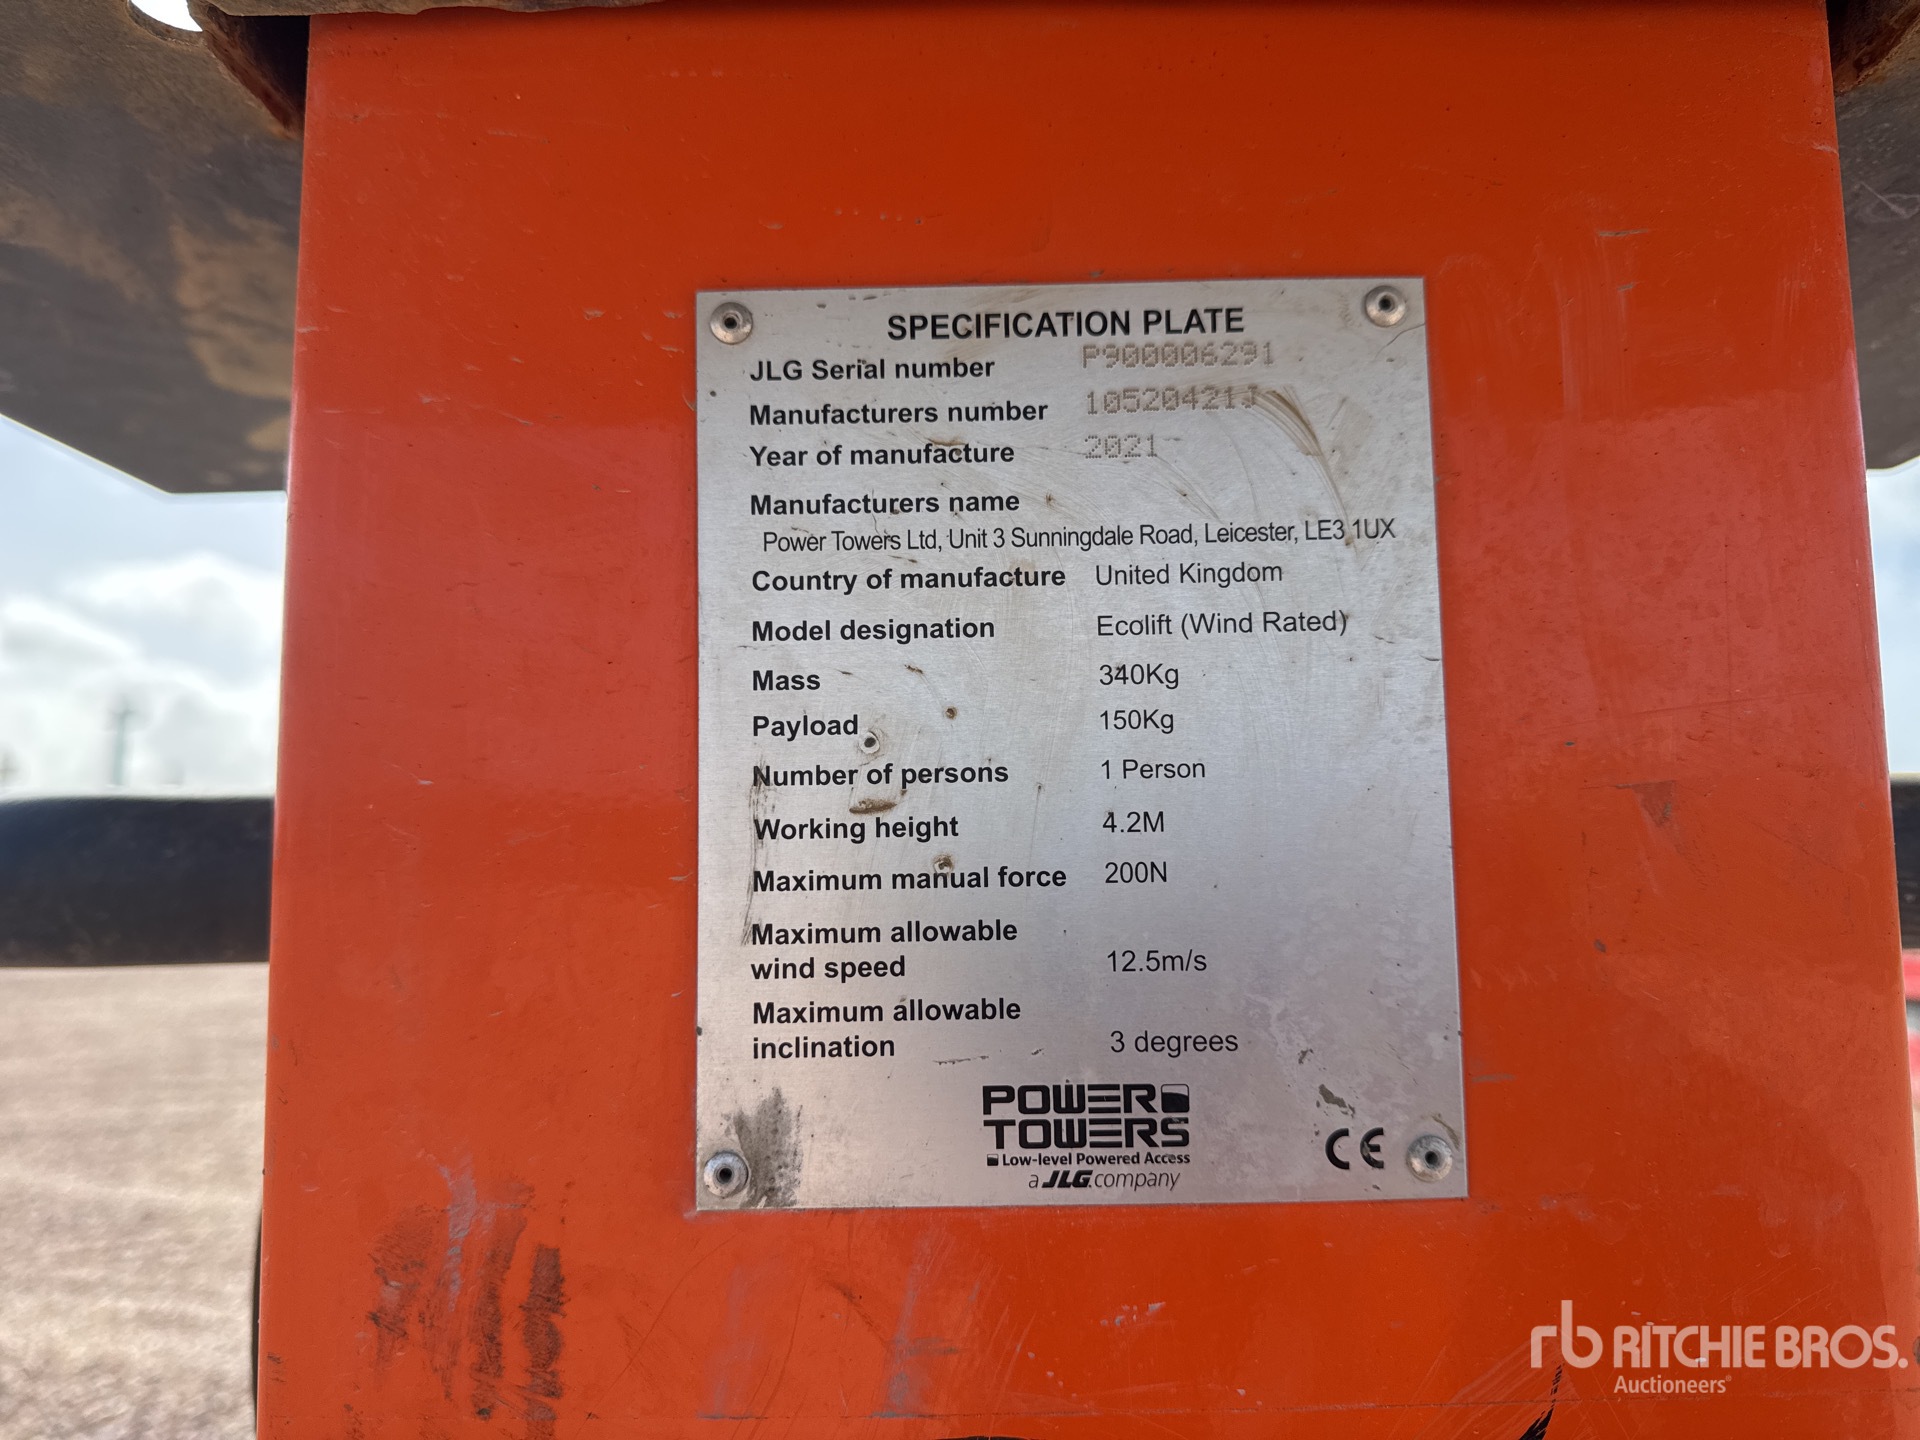 SPECIFICATION PLATE
JLG Serial number P900006291
Manufacturers number 10520421J
Year of manufacture 2021
Manufacturers name
Power Towers Ltd, Unit 3 Sunningdale Road, Leicester, LE3 1UX
Country of manufacture United Kingdom
Model designation Ecolift (Wind Rated)
Mass 340Kg
Payload 150Kg
Number of persons 1 Person
Working height 4.2M
Maximum manual force 200N
Maximum allowable
wind speed 12.5m/s
Maximum allowable
inclination 3 degrees
POWER
TOWERS
Low-level Powered Access
a JLG company
CE
rb RITCHIE BROS.
Auctioneers